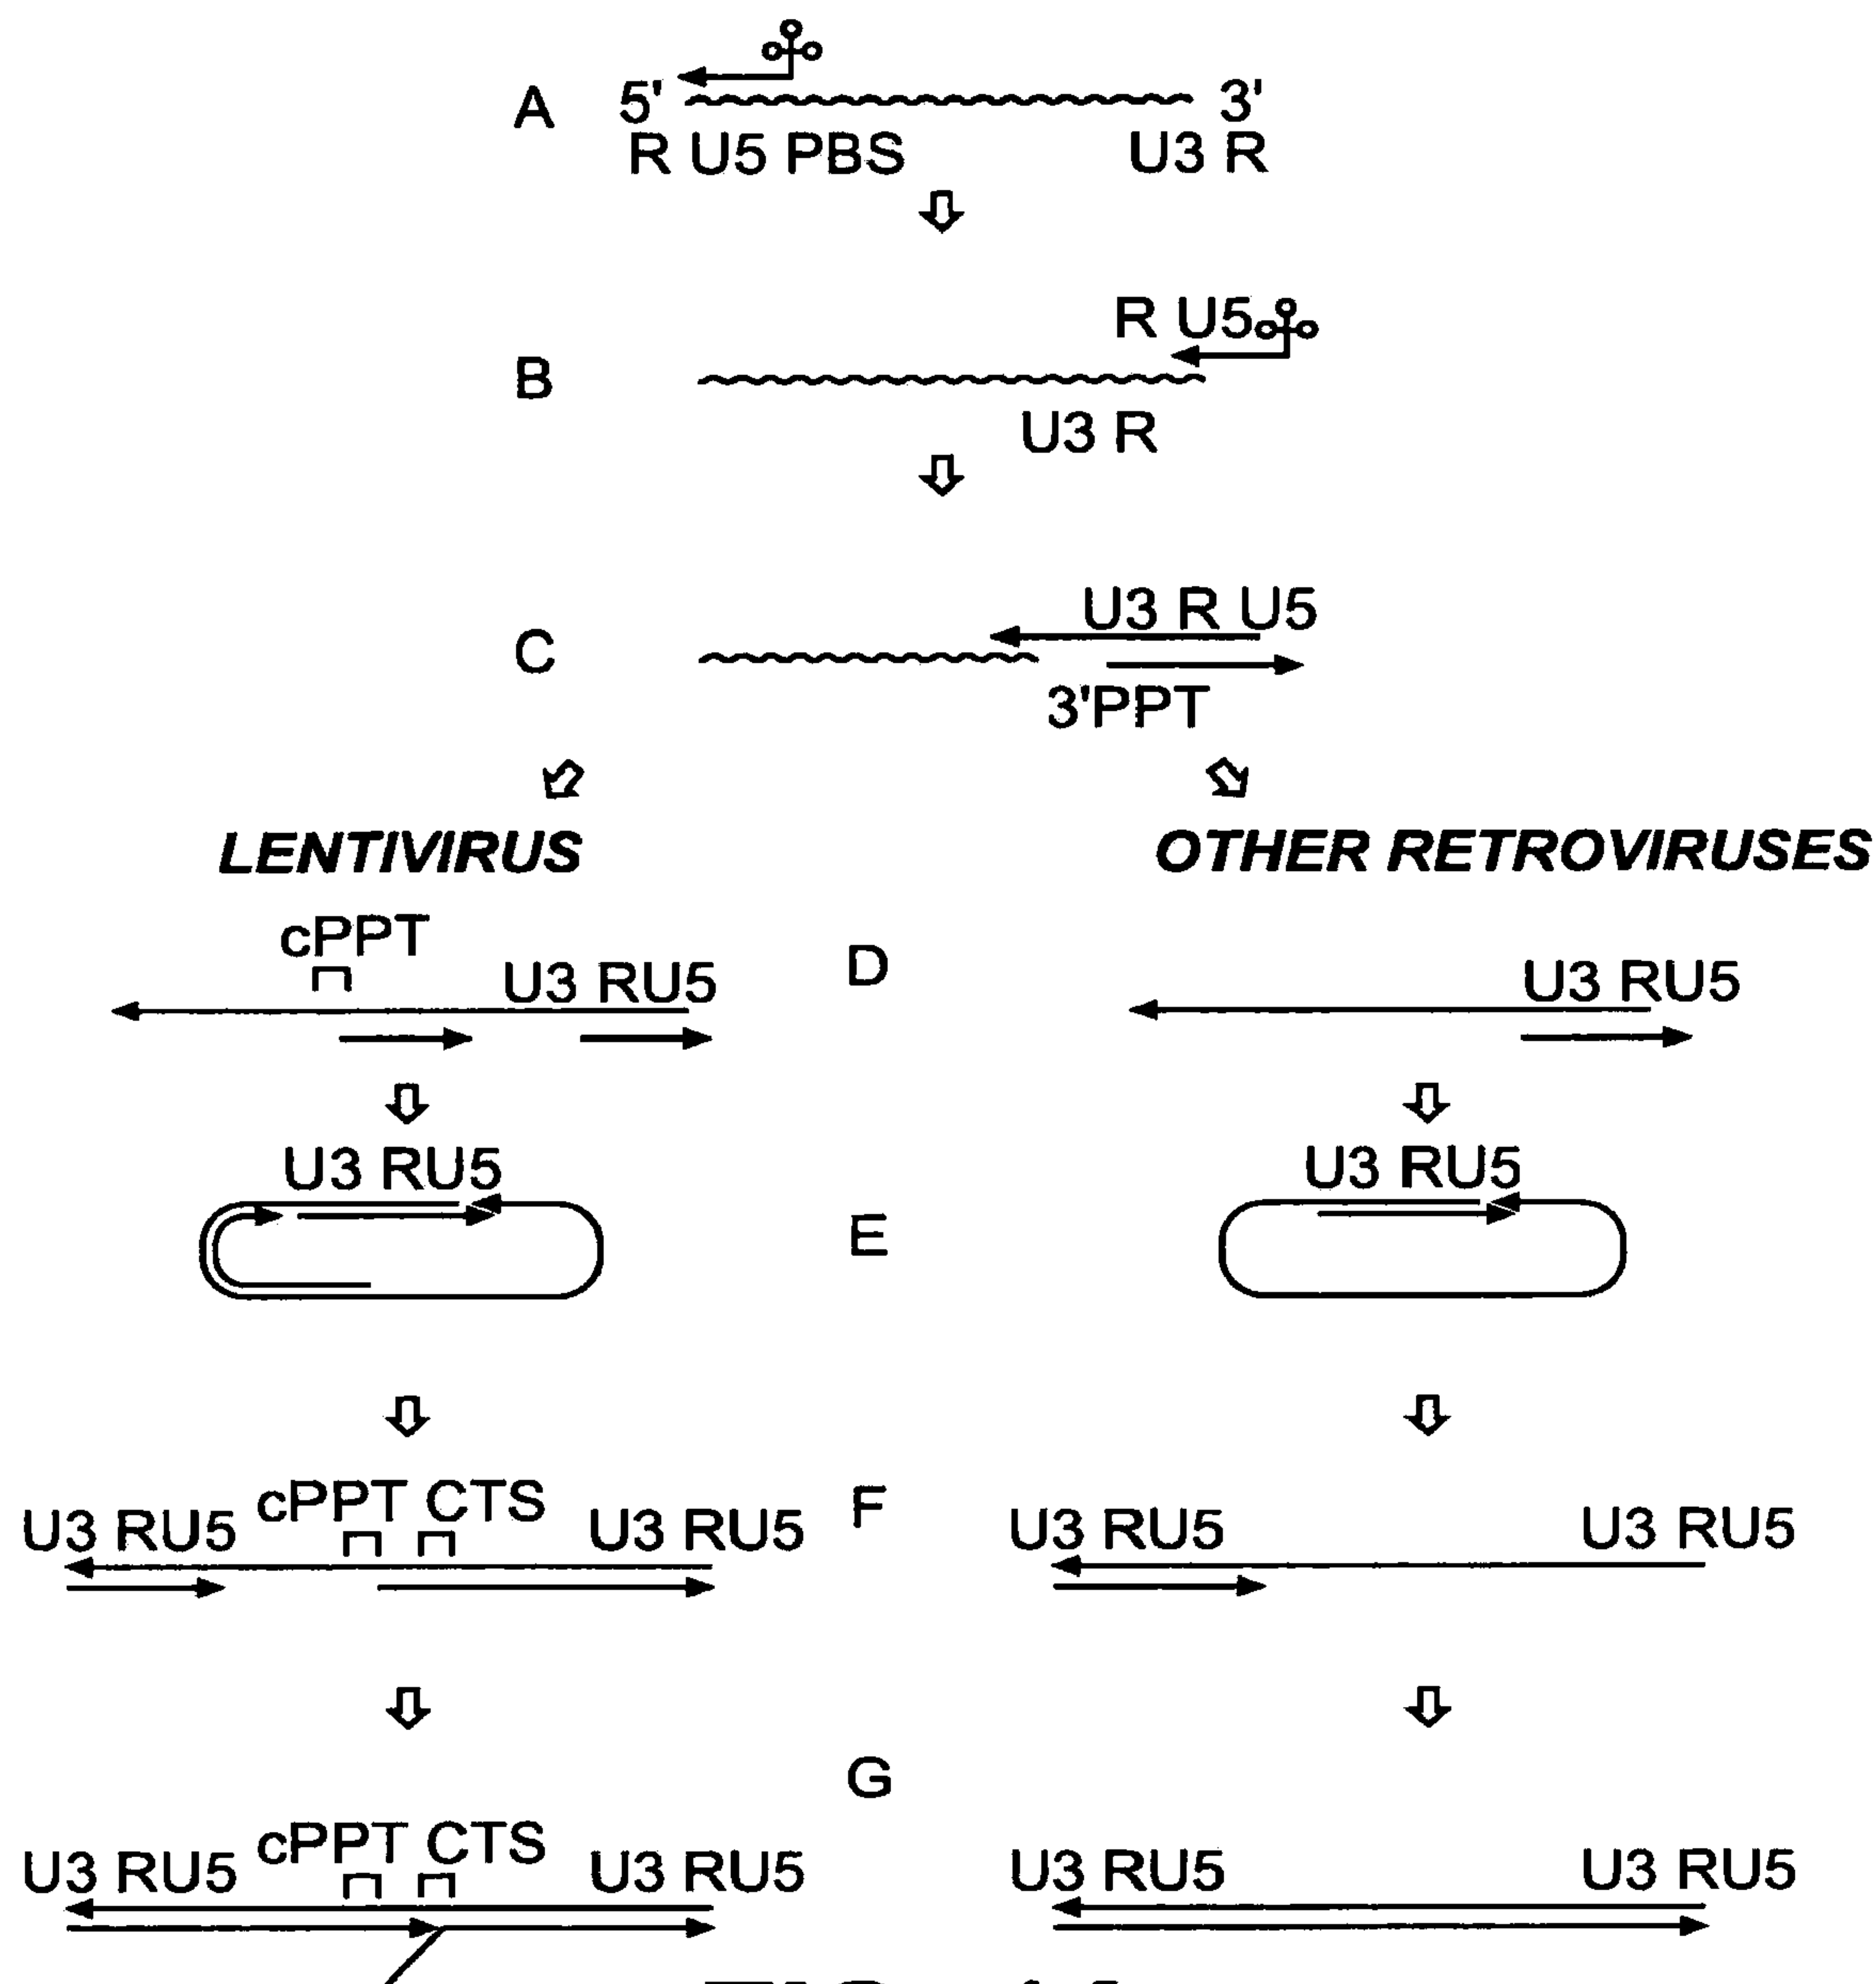 A 5' 3'
R U5 PBS U3 R
R U5
B
U3 R
U3 R U5
C
3'PPT
LENTIVIRUS OTHER RETROVIRUSES
cPPT
D
U3 RU5 U3 RU5
U3 RU5 U3 RU5
E
cPPT CTS F
U3 RU5 U3 RU5 U3 RU5 U3 RU5
G
cPPT CTS
U3 RU5 U3 RU5 U3 RU5 U3 RU5